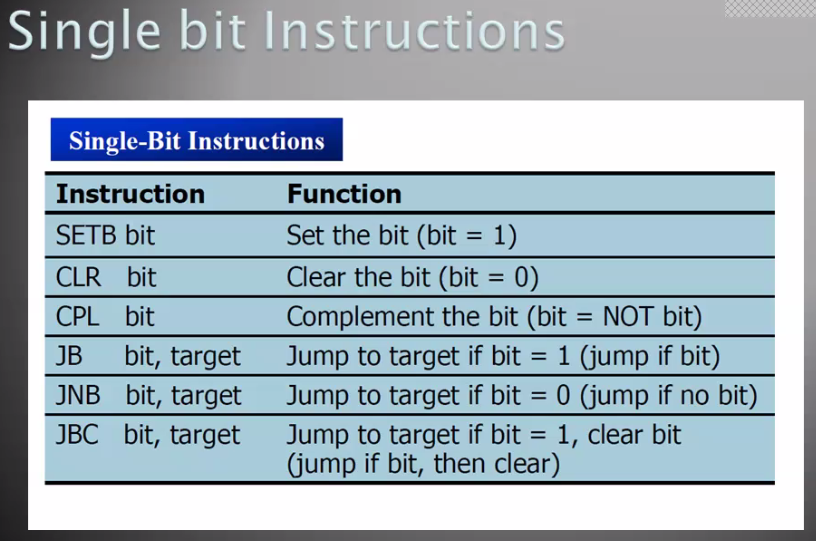 Single bit Instructions
Single-Bit Instructions
Instruction Function
SETB bit Set the bit (bit = 1)
CLR bit Clear the bit (bit = 0)
CPL bit Complement the bit (bit = NOT bit)
JB bit, target Jump to target if bit = 1 (jump if bit)
JNB bit, target Jump to target if bit = 0 (jump if no bit)
JBC bit, target Jump to target if bit = 1, clear bit
(jump if bit, then clear)